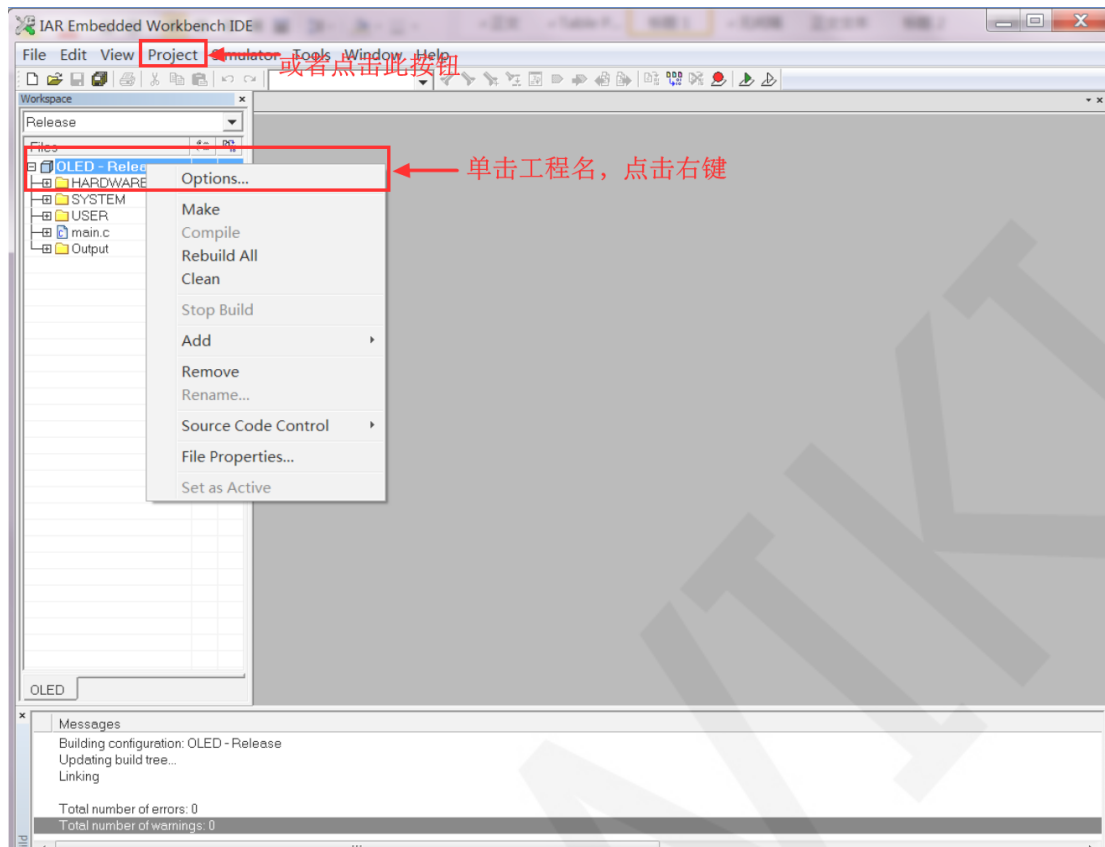 IAR Embedded Workbench IDE
File Edit View Project Simulator Tools Window Help
或者点击此按钮
Workspace
Release
Files
OLED - Relea
单击工程名，点击右键
HARDWARE
Options...
SYSTEM
USER
Make
main.c
Compile
Output
Rebuild All
Clean
Stop Build
Add
Remove
Rename...
Source Code Control
File Properties...
Set as Active
OLED
Messages
Building configuration: OLED - Release
Updating build tree...
Linking
Total number of errors: 0
Total number of warnings: 0